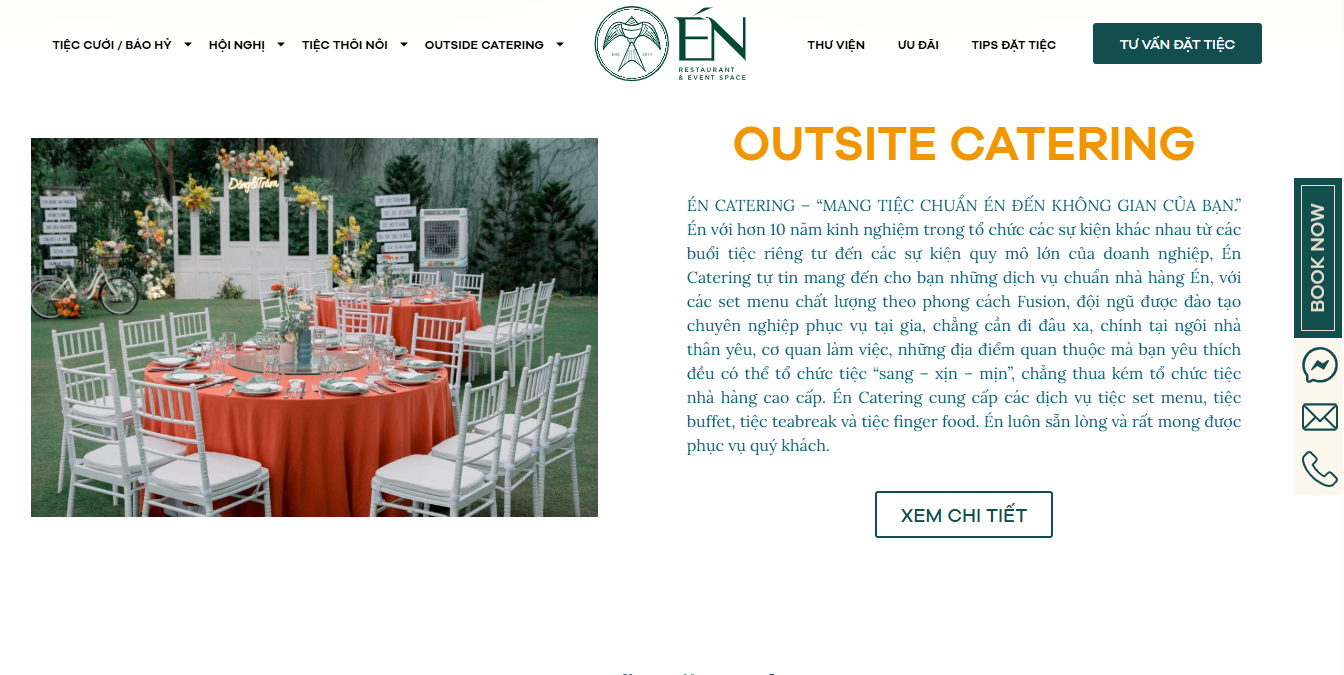 TIỆC CƯỚI / BÁO HỶ
HỘI NGHỊ
TIỆC THÔI NÔI
OUTSIDE CATERING
ÉN
RESTAURANT
& EVENT SPACE
THƯ VIỆN
ƯU ĐÃI
TIPS ĐẶT TIỆC
TƯ VẤN ĐẶT TIỆC
Đăng & Trâm
OUTSITE CATERING
ÉN CATERING – “MANG TIỆC CHUẨN ÉN ĐẾN KHÔNG GIAN CỦA BẠN.”
Én với hơn 10 năm kinh nghiệm trong tổ chức các sự kiện khác nhau từ các
buổi tiệc riêng tư đến các sự kiện quy mô lớn của doanh nghiệp, Én
Catering tự tin mang đến cho bạn những dịch vụ chuẩn nhà hàng Én, với
các set menu chất lượng theo phong cách Fusion, đội ngũ được đào tạo
chuyên nghiệp phục vụ tại gia, chẳng cần đi đâu xa, chính tại ngôi nhà
thân yêu, cơ quan làm việc, những địa điểm quan thuộc mà bạn yêu thích
đều có thể tổ chức tiệc “sang – xịn – mịn”, chẳng thua kém tổ chức tiệc
nhà hàng cao cấp. Én Catering cung cấp các dịch vụ tiệc set menu, tiệc
buffet, tiệc teabreak và tiệc finger food. Én luôn sẵn lòng và rất mong được
phục vụ quý khách.
XEM CHI TIẾT
BOOK NOW